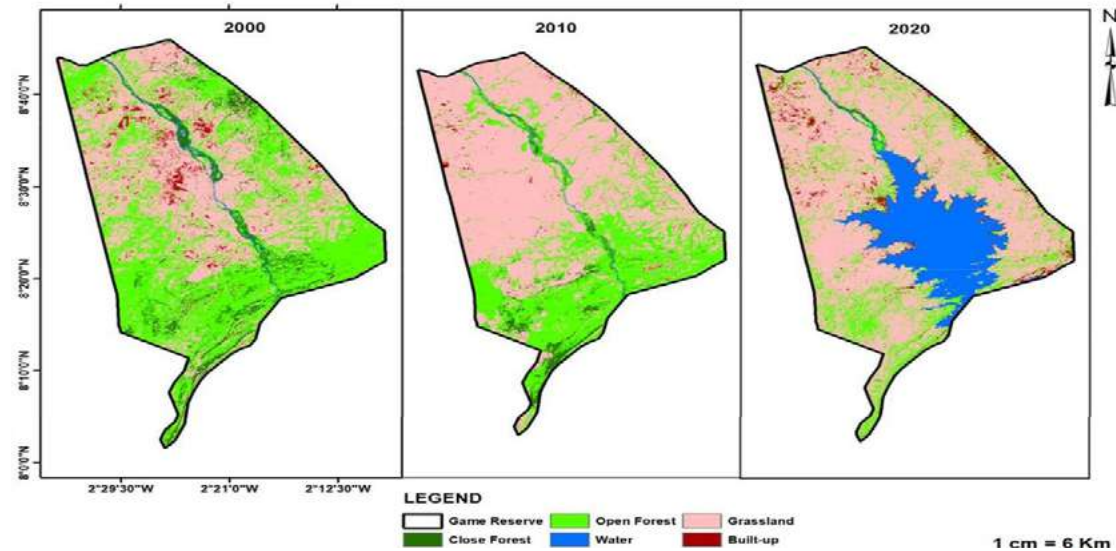 2000
2010
2020
N
8°40'0"N
8°30'0"N
8°20'0"N
8°10'0"N
8°0'0"N
2°29'30"W
2°21'0"W
2°12'30"W
LEGEND
Game Reserve
Open Forest
Grassland
Close Forest
Water
Built-up
1 cm = 6 Km